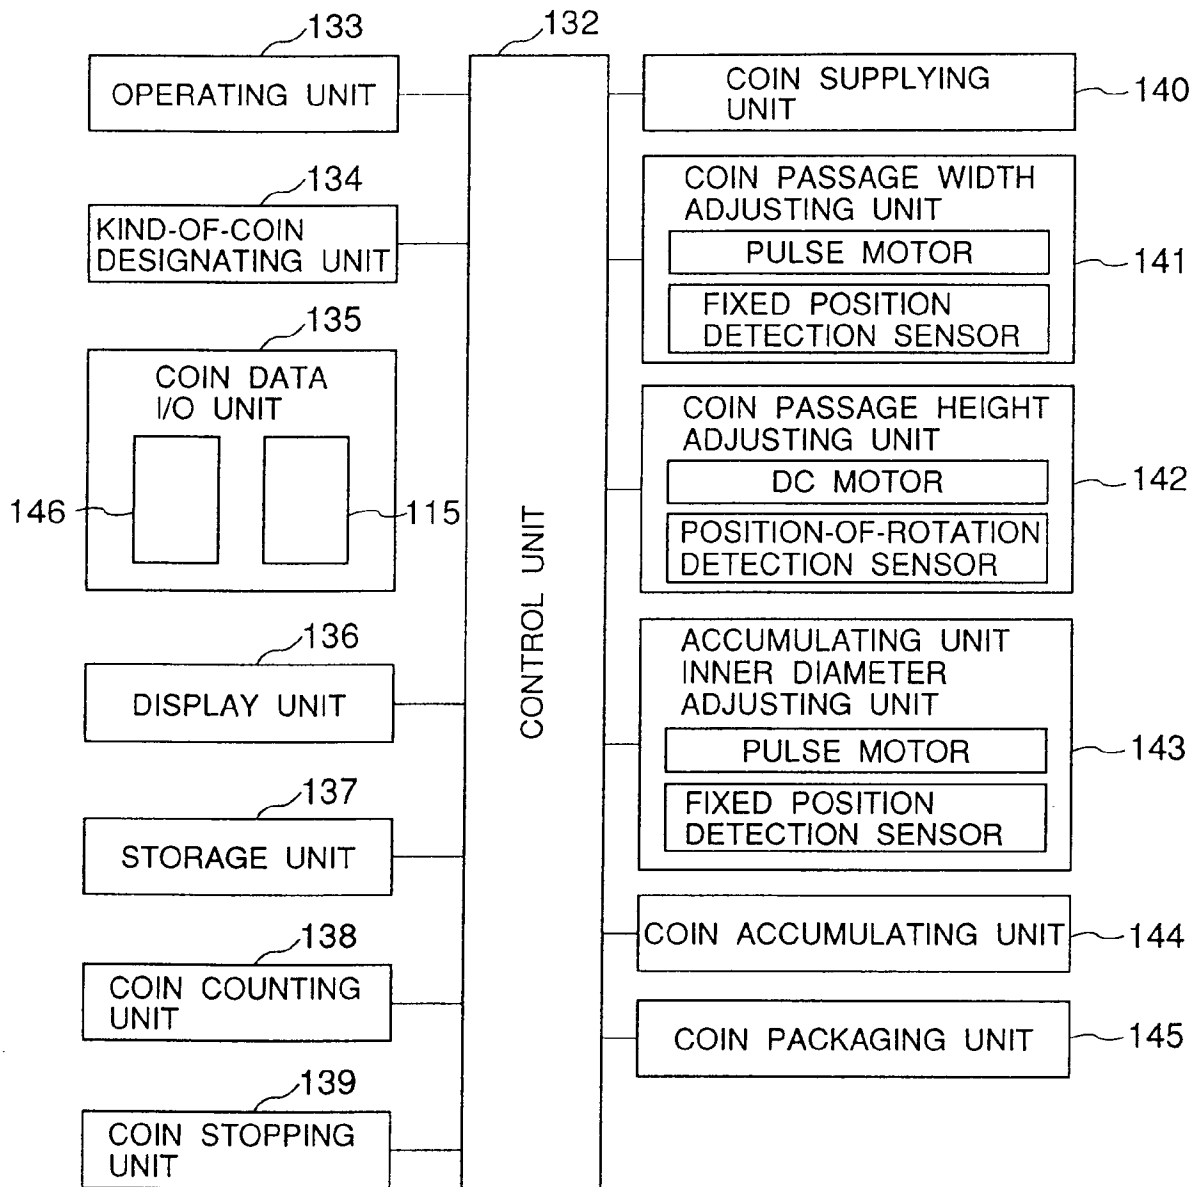 133
OPERATING UNIT
134
KIND-OF-COIN
DESIGNATING UNIT
135
COIN DATA
I/O UNIT
146
115
136
DISPLAY UNIT
137
STORAGE UNIT
138
COIN COUNTING
UNIT
139
COIN STOPPING
UNIT
132
CONTROL UNIT
COIN SUPPLYING
UNIT
140
COIN PASSAGE WIDTH
ADJUSTING UNIT
PULSE MOTOR
FIXED POSITION
DETECTION SENSOR
141
COIN PASSAGE HEIGHT
ADJUSTING UNIT
DC MOTOR
POSITION-OF-ROTATION
DETECTION SENSOR
142
ACCUMULATING UNIT
INNER DIAMETER
ADJUSTING UNIT
PULSE MOTOR
FIXED POSITION
DETECTION SENSOR
143
COIN ACCUMULATING UNIT
144
COIN PACKAGING UNIT
145